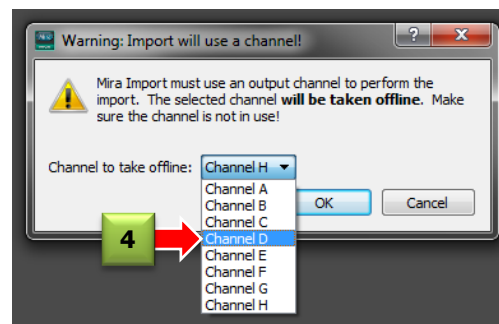 Warning: Import will use a channel!
?
X
Mira Import must use an output channel to perform the
import. The selected channel will be taken offline. Make
sure the channel is not in use!
Channel to take offline: Channel H
Channel A
Channel B
OK
Cancel
Channel C
4
Channel D
Channel E
Channel F
Channel G
Channel H